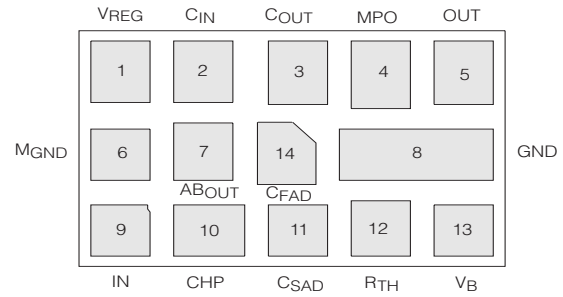 VREG CIN COUT MPO OUT
1 2 3 4 5
MGND 6 7 14 8 GND
ABOUT CFAD
9 10 11 12 13
IN CHP CSAD RTH VB